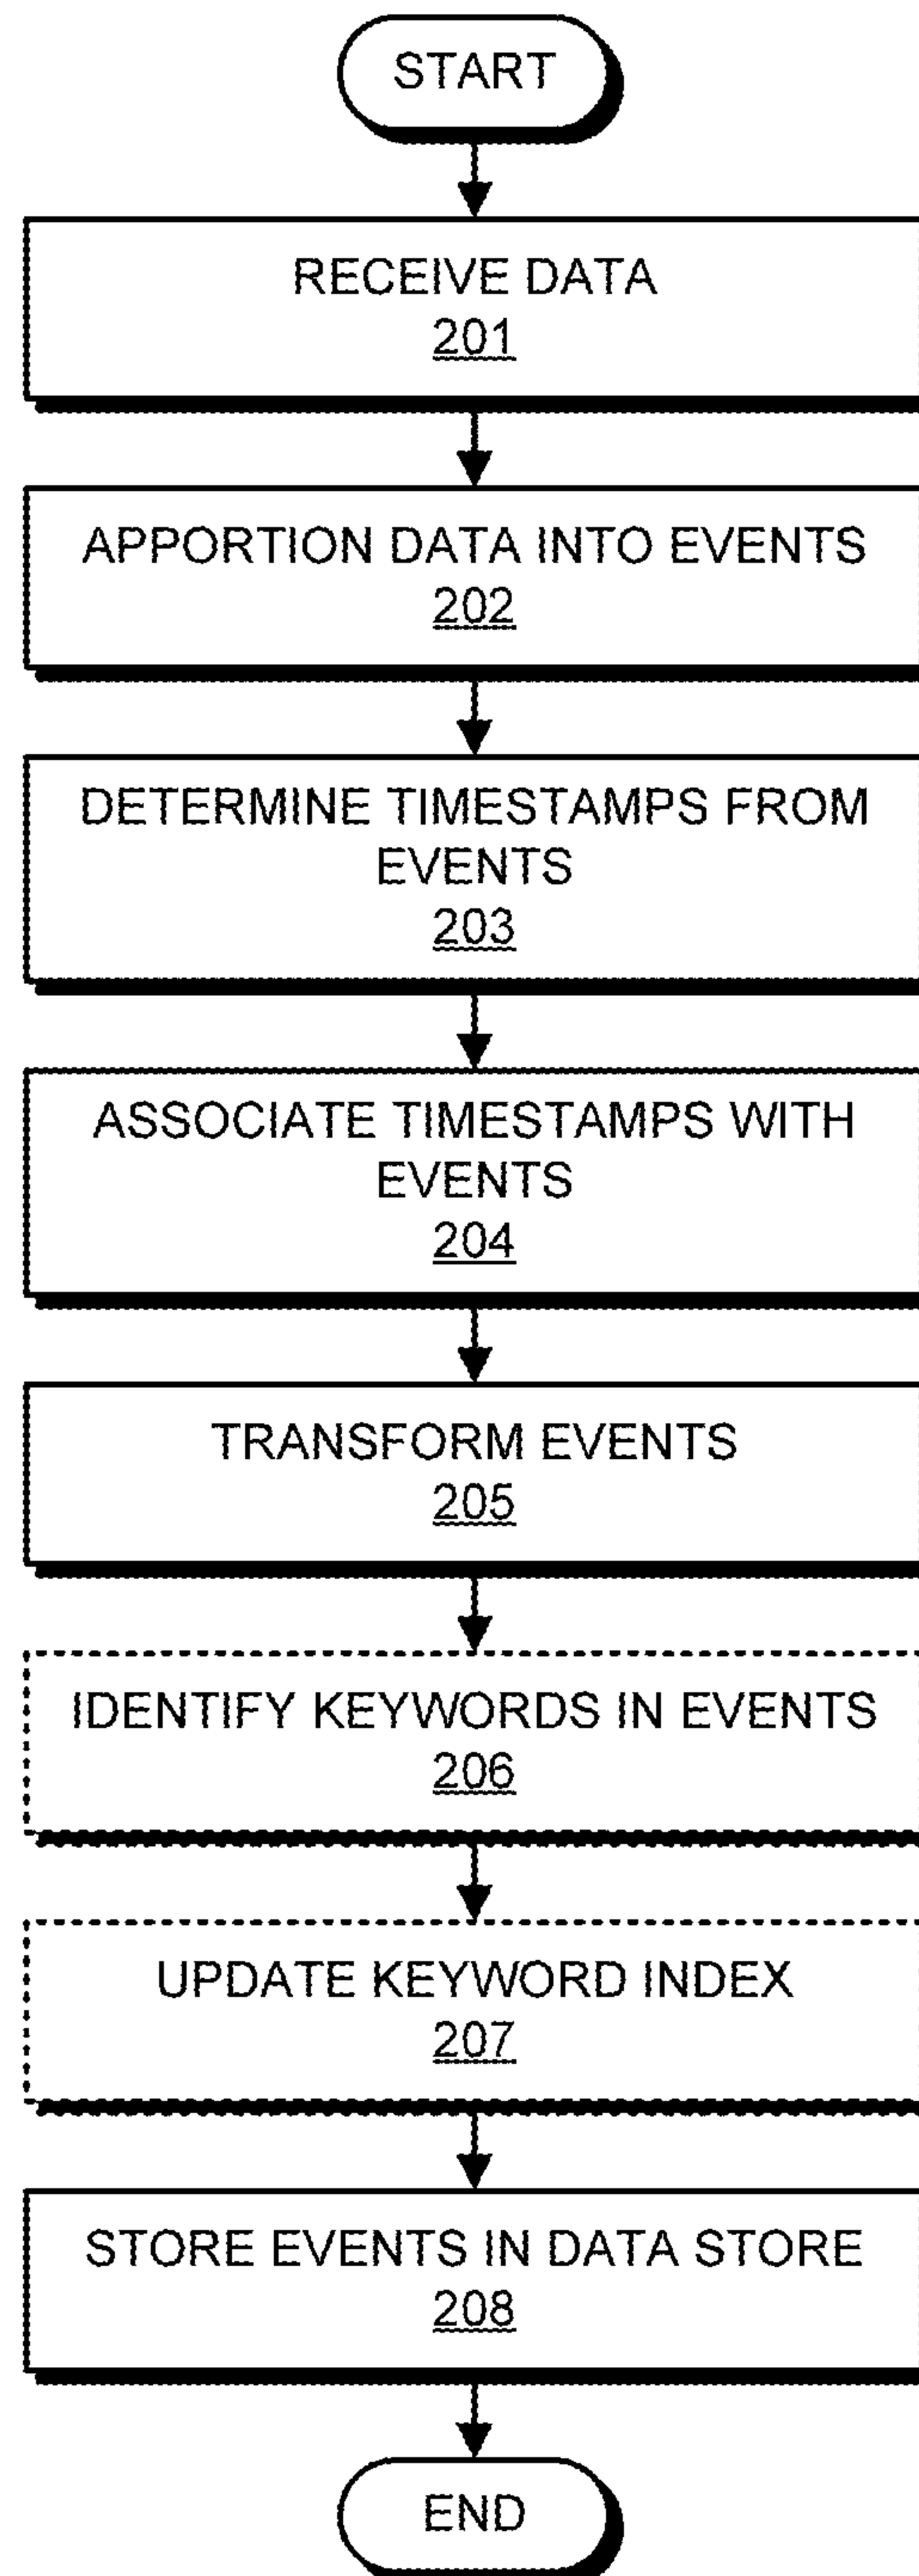 START
RECEIVE DATA
201
APPORTION DATA INTO EVENTS
202
DETERMINE TIMESTAMPS FROM
EVENTS
203
ASSOCIATE TIMESTAMPS WITH
EVENTS
204
TRANSFORM EVENTS
205
IDENTIFY KEYWORDS IN EVENTS
206
UPDATE KEYWORD INDEX
207
STORE EVENTS IN DATA STORE
208
END